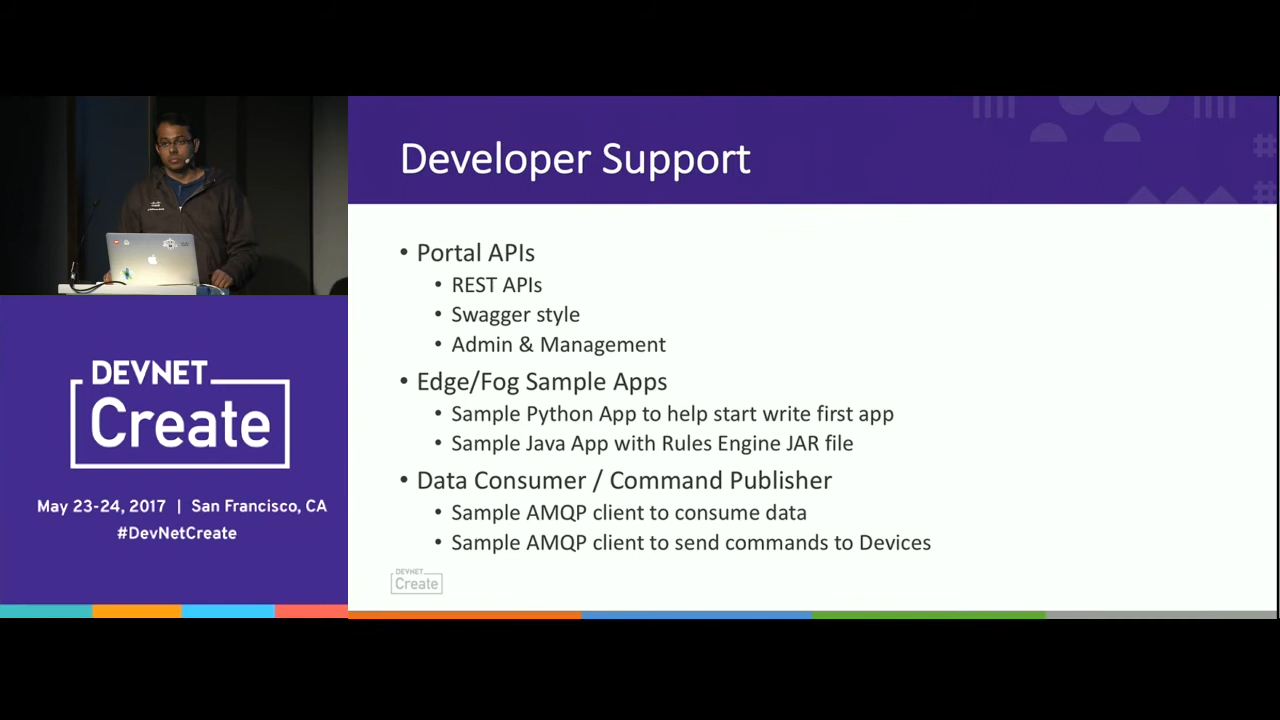 Developer Support
• Portal APIs
• REST APIs
• Swagger style
• Admin & Management
• Edge/Fog Sample Apps
• Sample Python App to help start write first app
• Sample Java App with Rules Engine JAR file
• Data Consumer / Command Publisher
• Sample AMQP client to consume data
• Sample AMQP client to send commands to Devices
DEVNET
Create
DEVNET
Create
May 23-24, 2017 | San Francisco, CA
#DevNetCreate